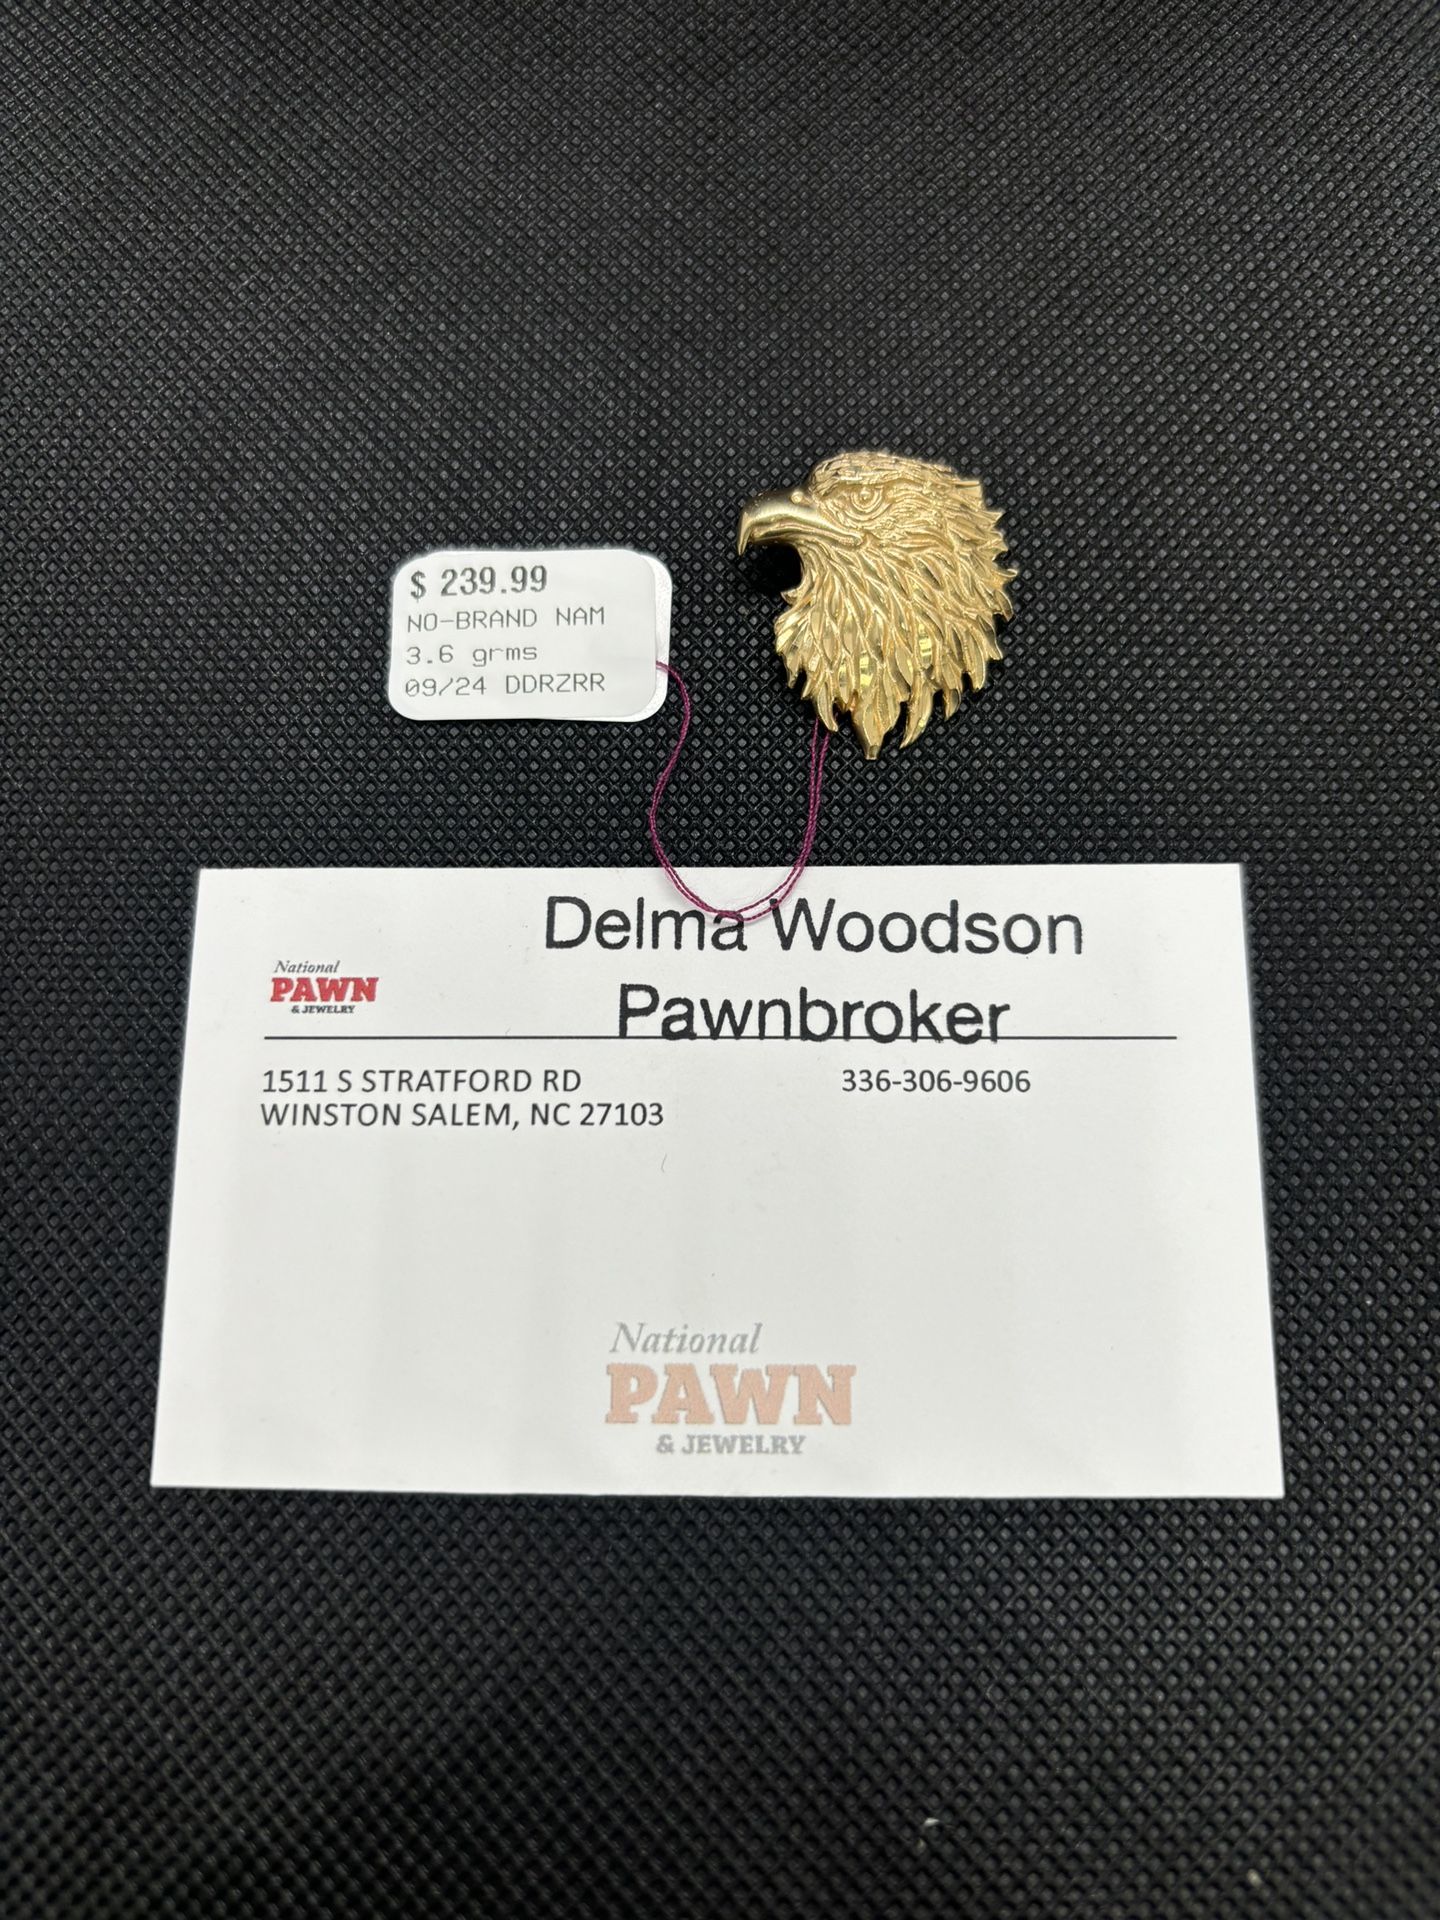 $ 239.99
NO-BRAND NAM
3.6 grms
09/24 DDRZRR
Delma Woodson
Pawnbroker
National
PAWN
& JEWELRY
1511 S STRATFORD RD
336-306-9606
WINSTON SALEM, NC 27103
National
PAWN
& JEWELRY